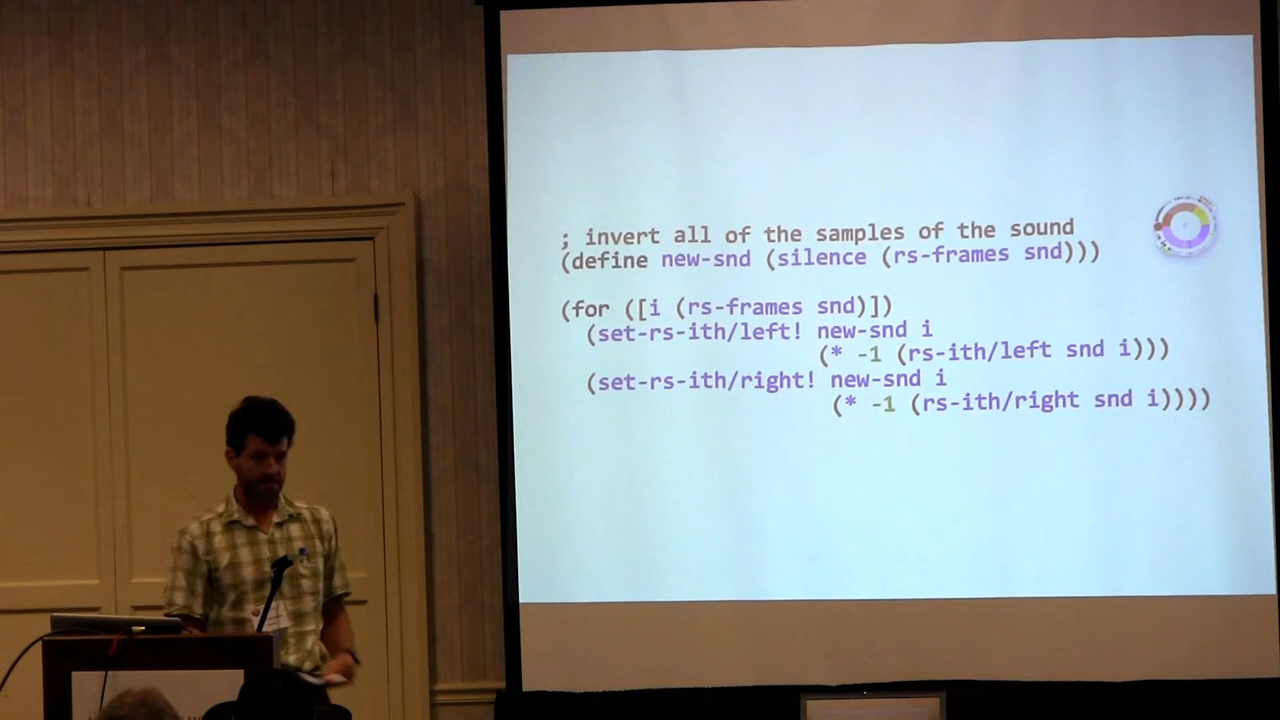 ; invert all of the samples of the sound
(define new-snd (silence (rs-frames snd)))
(for ([i (rs-frames snd)])
(set-rs-ith/left! new-snd i
(* -1 (rs-ith/left snd i)))
(set-rs-ith/right! new-snd i
(* -1 (rs-ith/right snd i))))